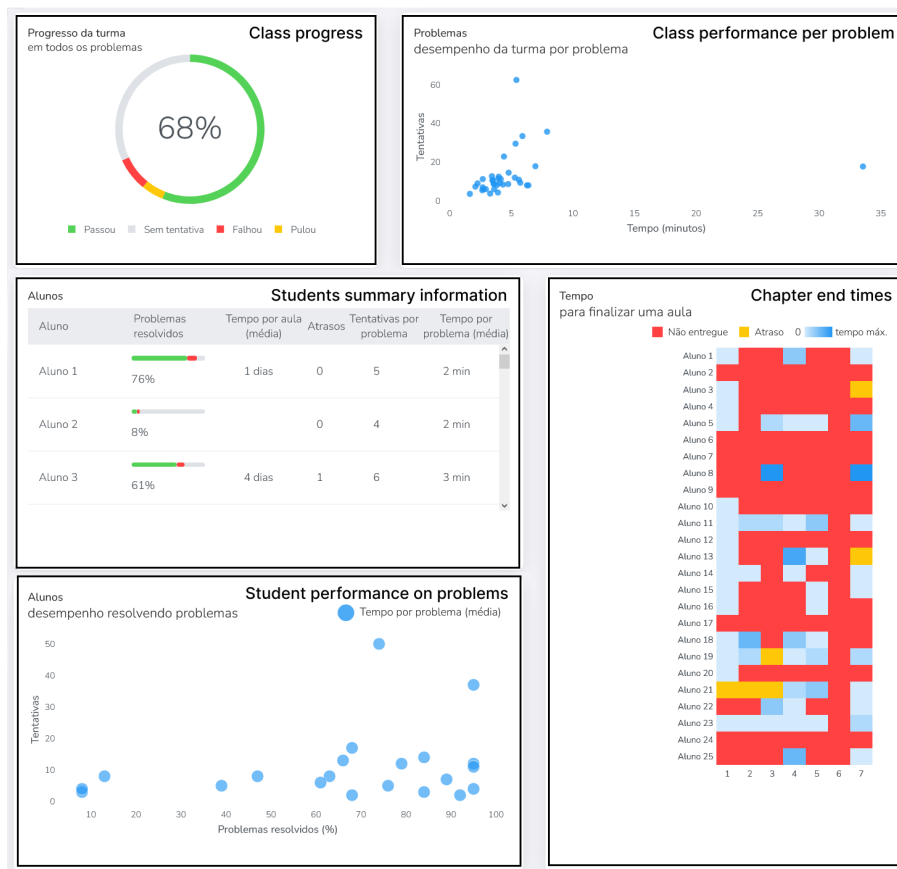 Progresso da turma
em todos os problemas
Class progress
68%
Passou Sem tentativa Falhou Pulou
Problemas
desempenho da turma por problema
Class performance per problem
Tentativas
60
40
20
0
0 5 10 15 20 25 30 35
Tempo (minutos)
Alunos
Students summary information
Aluno Problemas resolvidos Tempo por aula (média) Atrasos Tentativas por problema Tempo por problema (média)
Aluno 1 76% 1 dias 0 5 2 min
Aluno 2 8% 0 4 2 min
Aluno 3 61% 4 dias 1 6 3 min
Alunos
desempenho resolvendo problemas
Student performance on problems
Tempo por problema (média)
Tentativas
50
40
30
20
10
0
10 20 30 40 50 60 70 80 90 100
Problemas resolvidos (%)
Tempo
para finalizar uma aula
Chapter end times
Não entregue Atraso 0 tempo máx.
Aluno 1
Aluno 2
Aluno 3
Aluno 4
Aluno 5
Aluno 6
Aluno 7
Aluno 8
Aluno 9
Aluno 10
Aluno 11
Aluno 12
Aluno 13
Aluno 14
Aluno 15
Aluno 16
Aluno 17
Aluno 18
Aluno 19
Aluno 20
Aluno 21
Aluno 22
Aluno 23
Aluno 24
Aluno 25
1 2 3 4 5 6 7